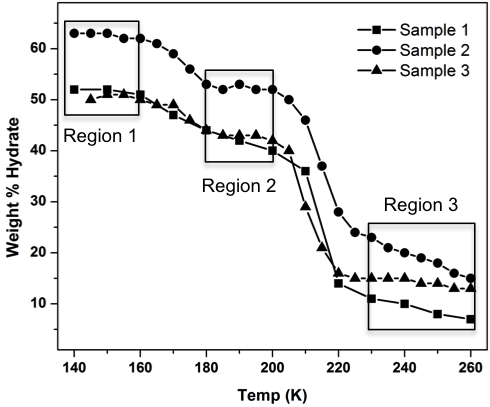 Sample 1
Sample 2
Sample 3
Region 1
Region 2
Region 3
60
50
40
30
20
10
140 160 180 200 220 240 260
Weight % Hydrate
Temp (K)